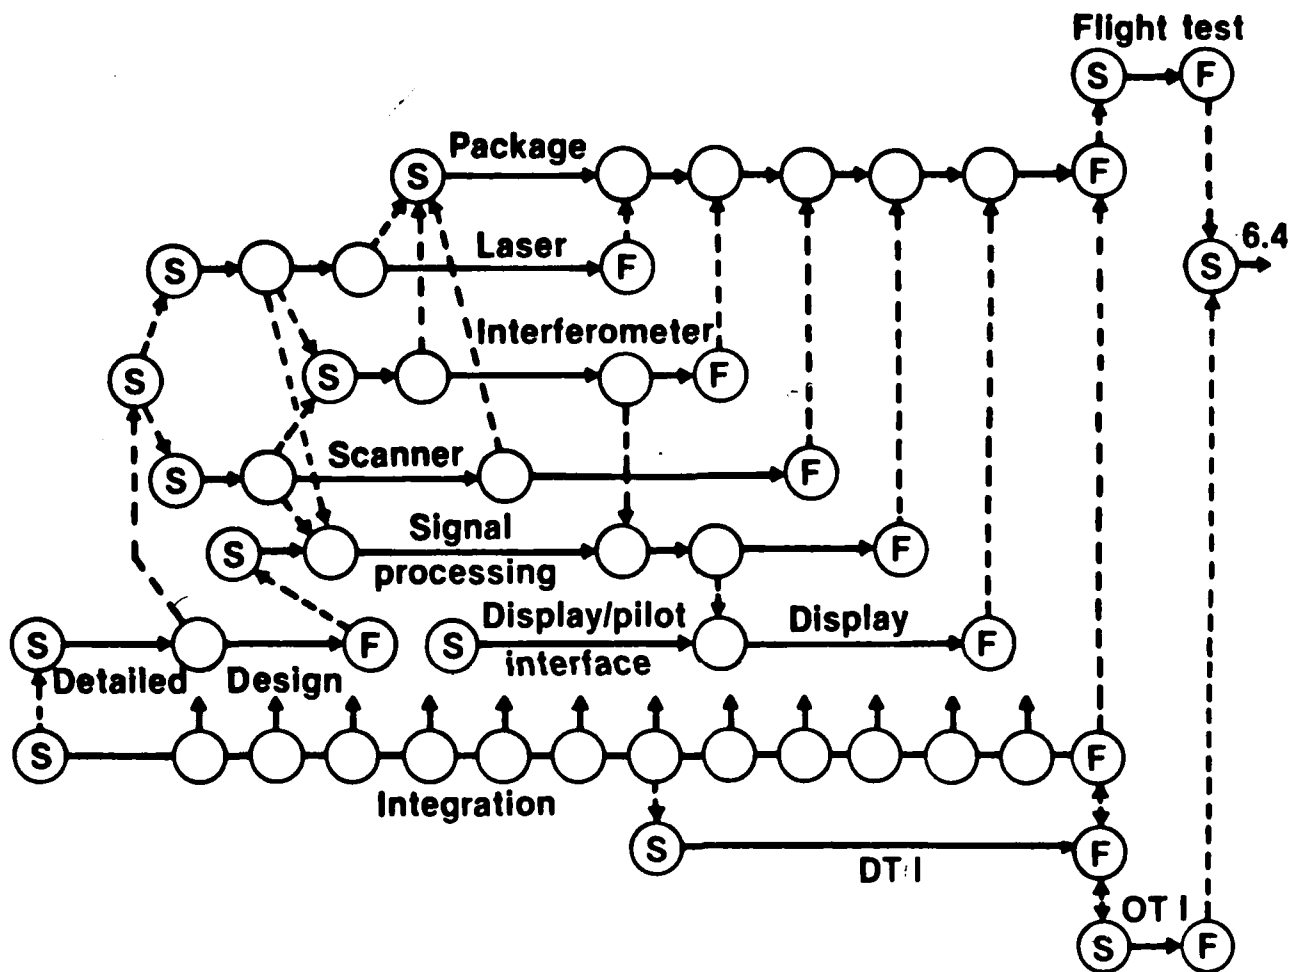 Flight test
S F
Package
S F
Laser
S F
6.4
S
Interferometer
S S F
Scanner
S F
Signal
processing
S F
Display/pilot
interface
Display
S F S F
Detailed Design
S F
Integration
S F
DT I
OT I
S F